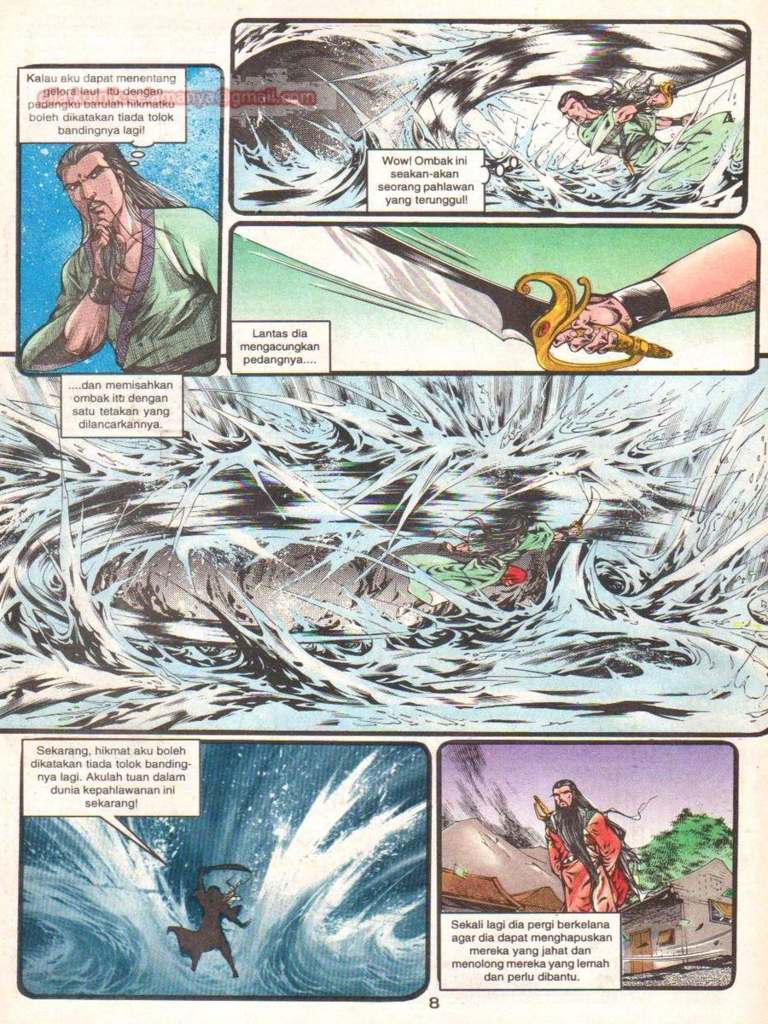 Kalau aku dapat menentang
gelora laut itu dengan
pedangku barulah hikmatku
boleh dikatakan tiada tolok
bandingnya lagi!
Wow! Ombak ini
seakan-akan
seorang pahlawan
yang terunggul!
Lantas dia
mengacungkan
pedangnya....
....dan memisahkan
ombak itu dengan
satu tetakan yang
dilancarkannya.
Sekarang, hikmat aku boleh
dikatakan tiada tolok banding-
nya lagi. Akulah tuan dalam
dunia kepahlawanan ini
sekarang!
Sekali lagi dia pergi berkelana
agar dia dapat menghapuskan
mereka yang jahat dan
menolong mereka yang lemah
dan perlu dibantu.
8